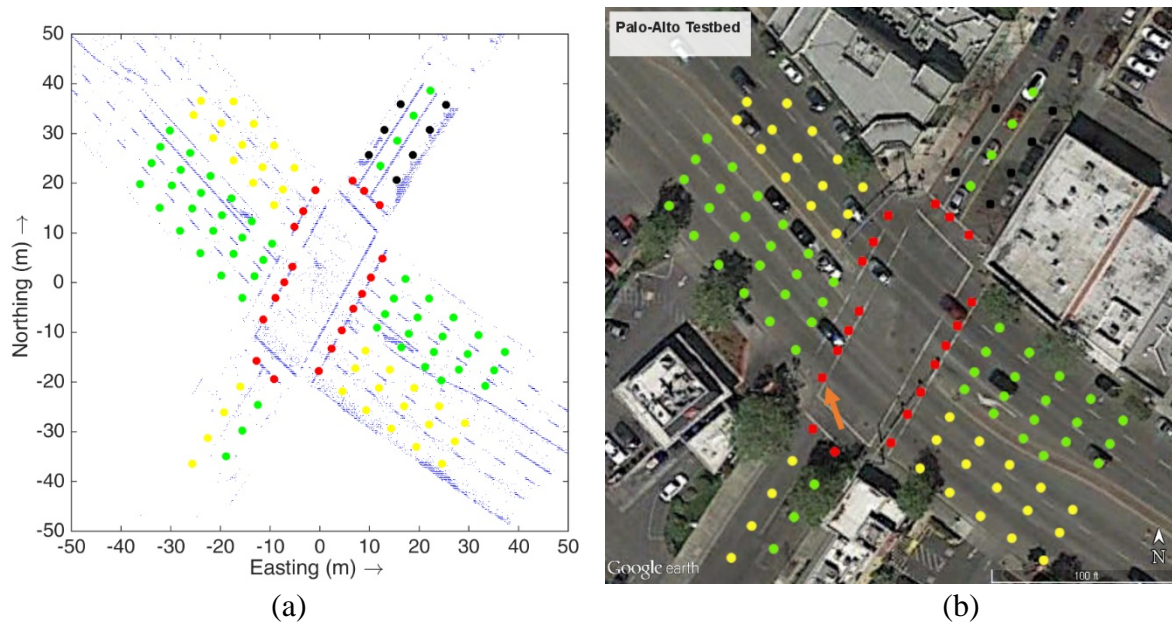 50
40
30
20
10
0
-10
-20
-30
-40
-50
Northing (m) →
-50 -40 -30 -20 -10 0 10 20 30 40 50
Easting (m) →
(a)
Palo-Alto Testbed
Google earth
N
100 ft
(b)